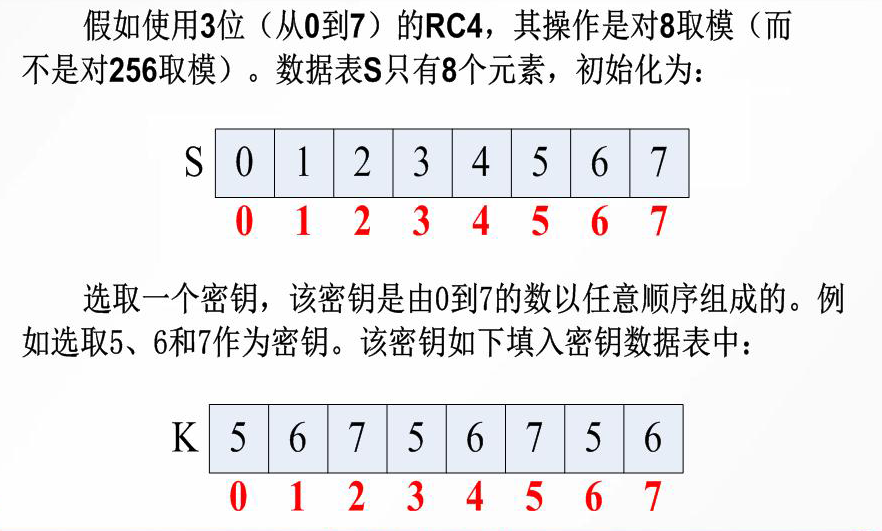 假如使用3位（从0到7）的RC4，其操作是对8取模（而
不是对256取模）。数据表S只有8个元素，初始化为：
S 0 1 2 3 4 5 6 7
0 1 2 3 4 5 6 7
选取一个密钥，该密钥是由0到7的数以任意顺序组成的。例
如选取5、6和7作为密钥。该密钥如下填入密钥数据表中：
K 5 6 7 5 6 7 5 6
0 1 2 3 4 5 6 7